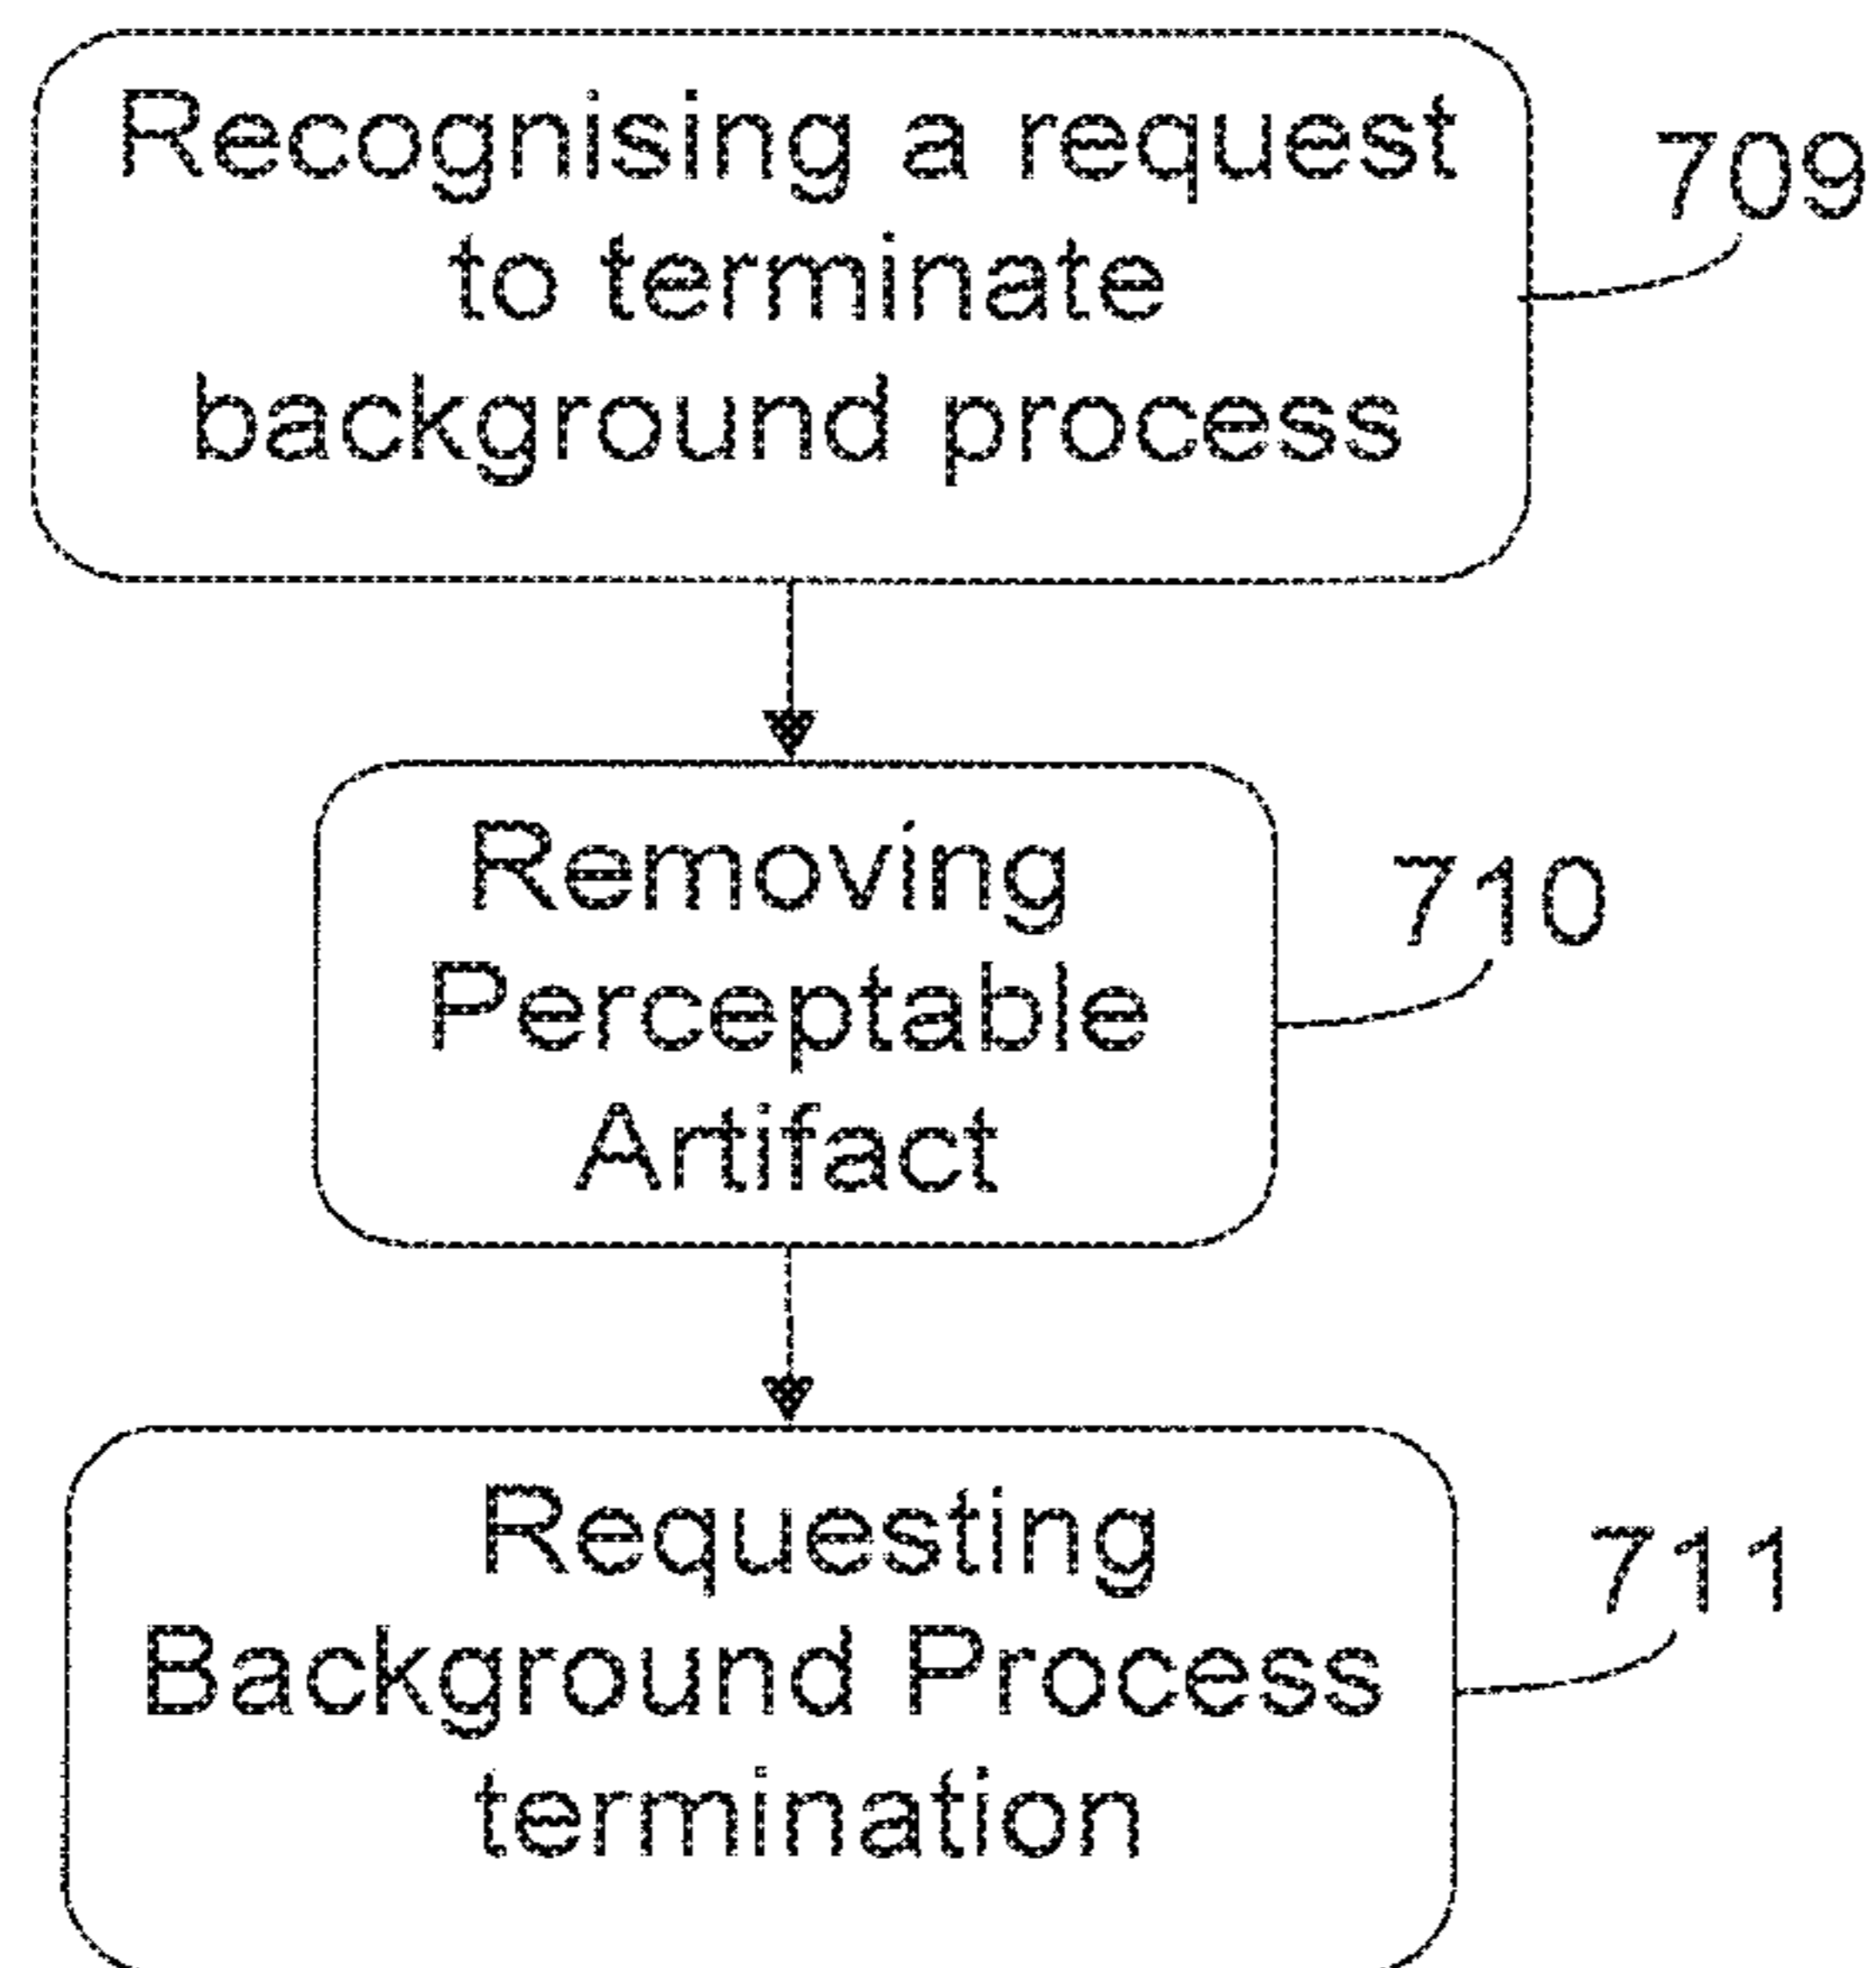 Recognising a request
to terminate
background process
709
Removing
Perceptable
Artifact
710
Requesting
Background Process
termination
711